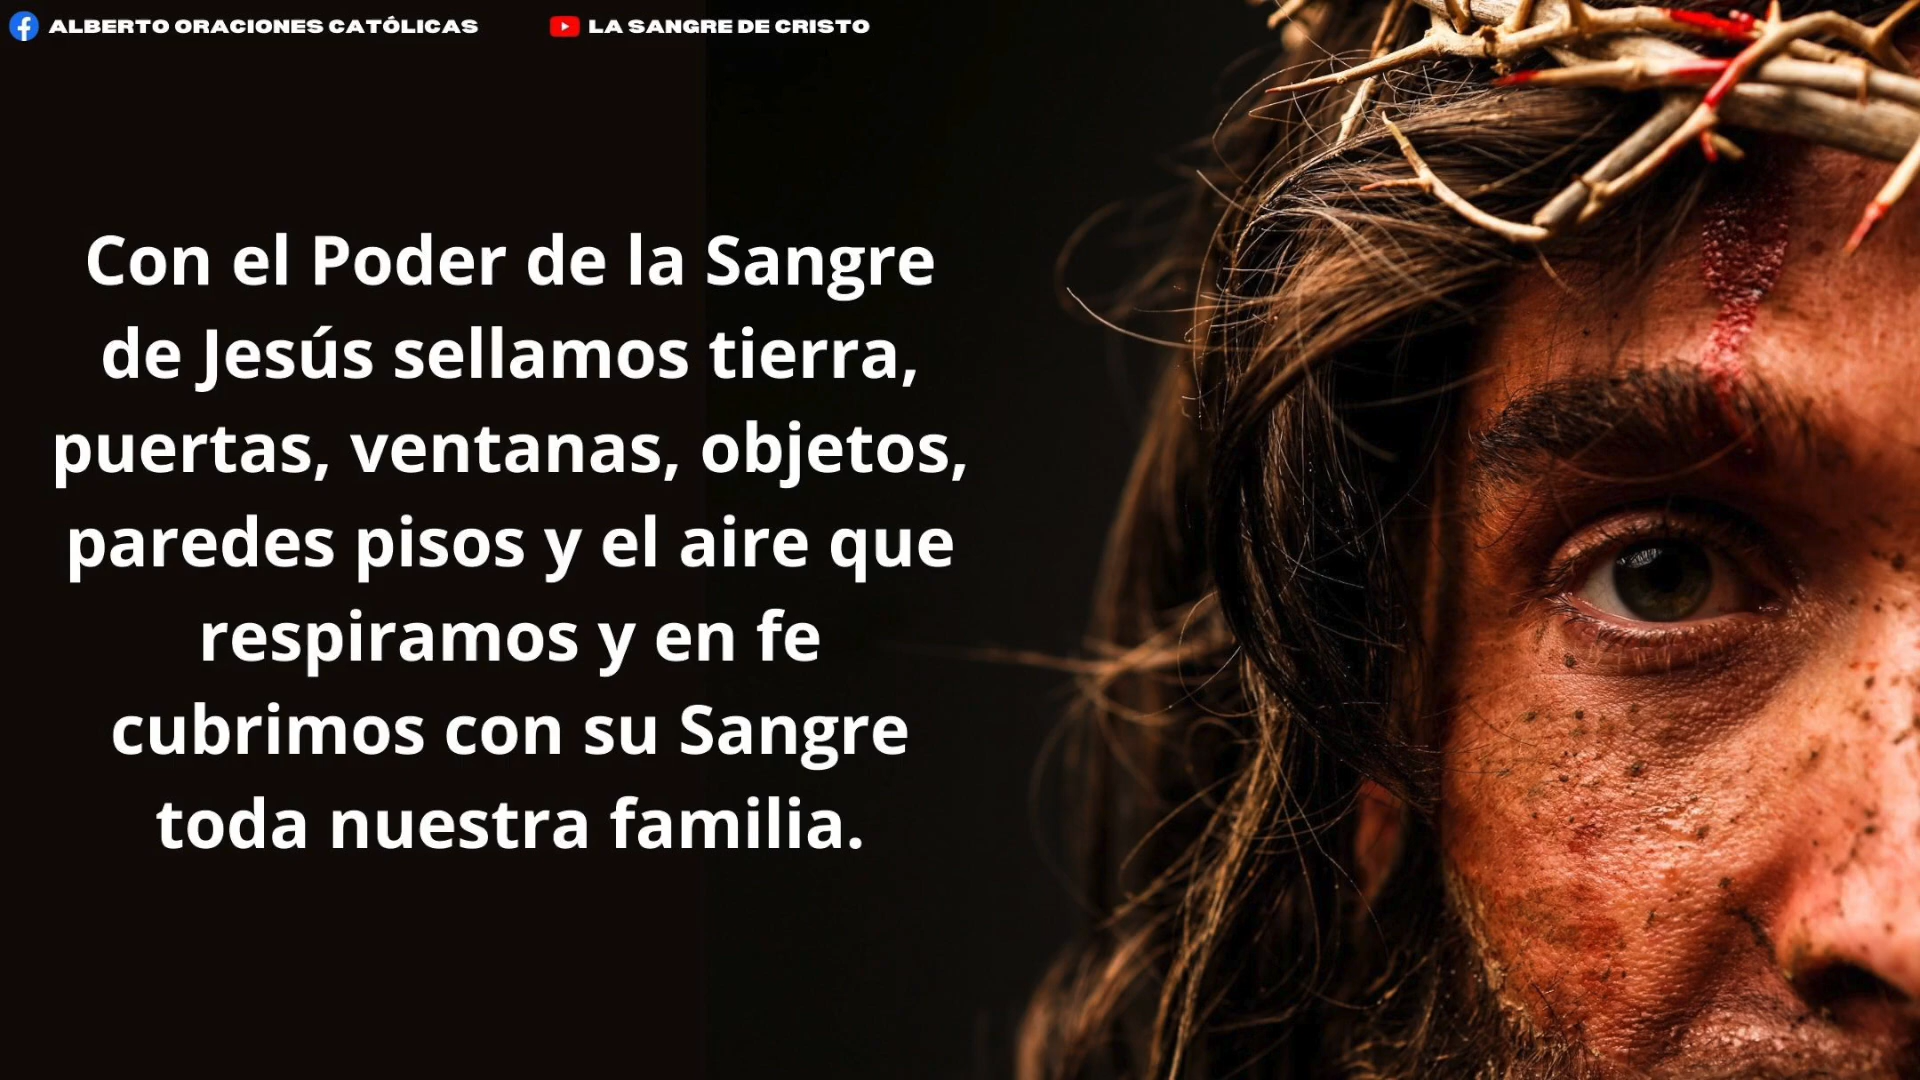 ALBERTO ORACIONES CATÓLICAS
LA SANGRE DE CRISTO
Con el Poder de la Sangre
de Jesús sellamos tierra,
puertas, ventanas, objetos,
paredes pisos y el aire que
respiramos y en fe
cubrimos con su Sangre
toda nuestra familia.